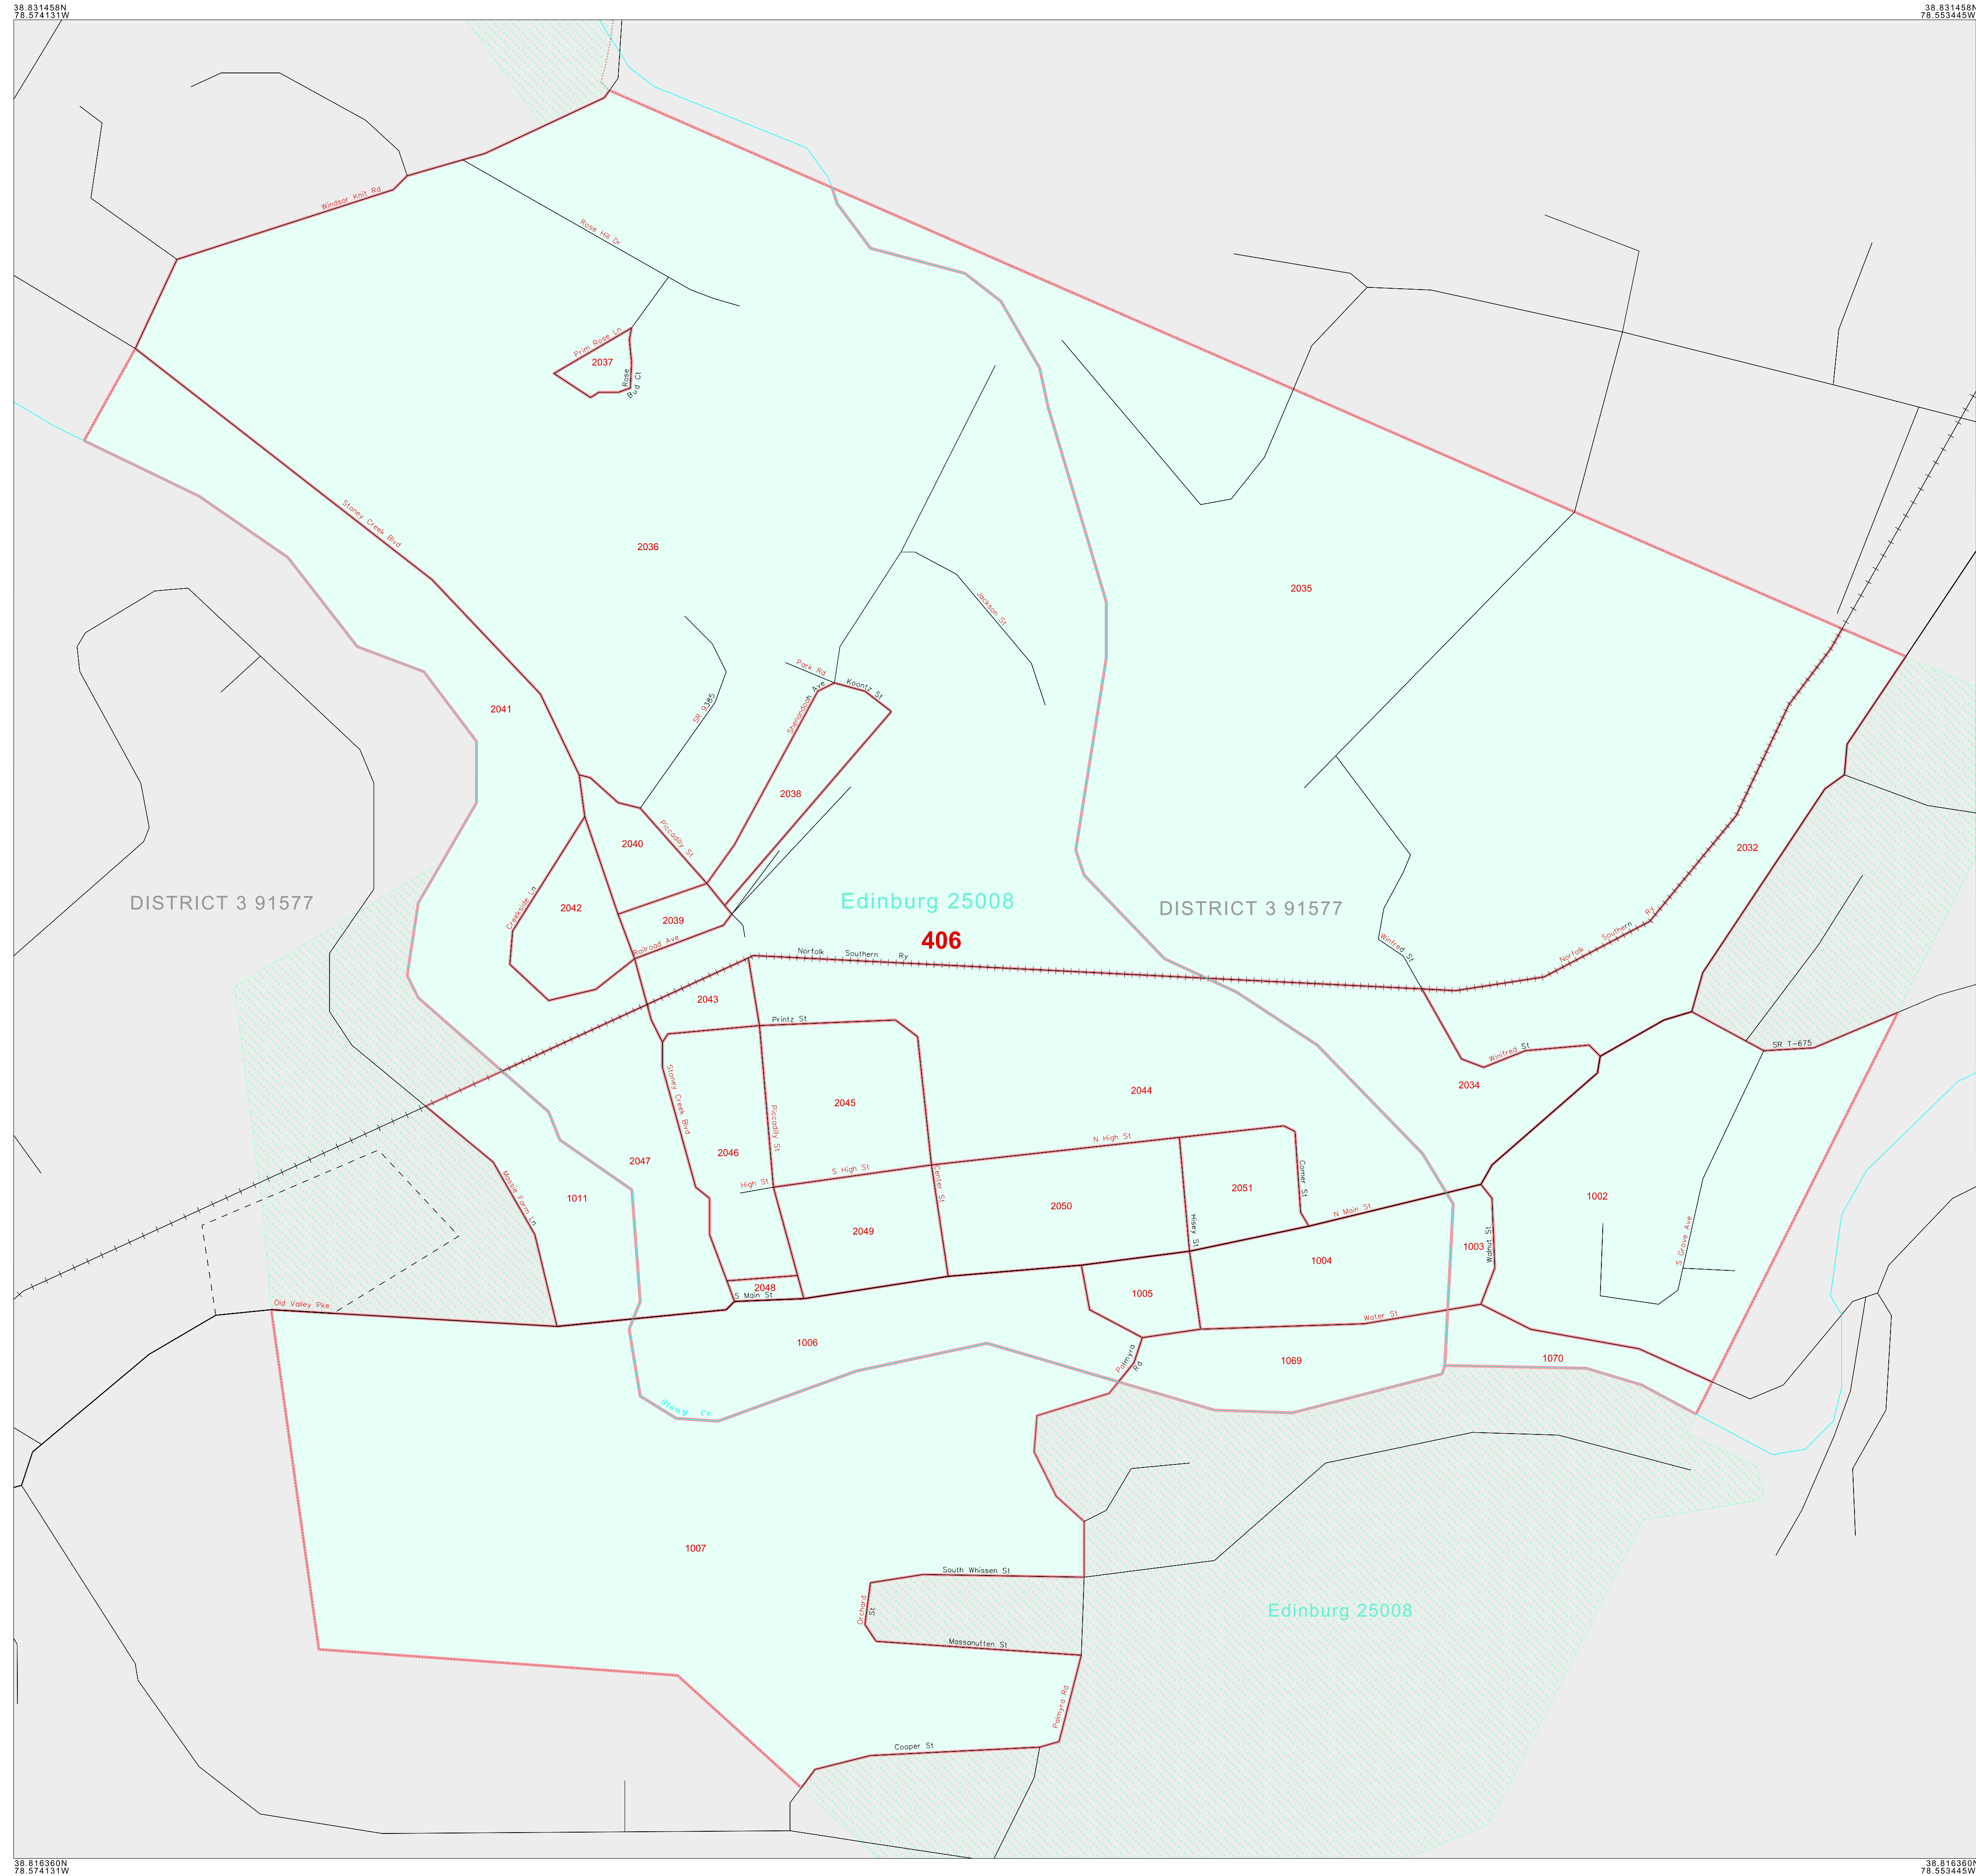 38.831458N
78.574131W
38.831458N
78.553445W
Windsor Knit Rd
Rose Hill Dr
Prim Rose Ln
2037
Rose
Bud Ct
Stoney Creek Blvd
2036
2035
Jackson St
Park Rd
Koontz St
Shenandoah Ave
SR 9385
2041
2038
2040
Piccadilly St
2032
Creekside Ln
2042
2039
Railroad Ave
DISTRICT 3 91577
Edinburg 25008
DISTRICT 3 91577
406
Winifred St
Norfolk Southern Ry
Norfolk Southern Ry
2043
Printz St
SR T-675
Winifred St
2034
2044
2045
Stoney Creek Blvd
Piccadilly St
2046
2047
N High St
S High St
High St
Center St
Comer St
2051
2050
2049
1011
Massie Farm Ln
Hisey St
N Main St
1002
1003
Walnut St
S Grove Ave
1004
2048
S Main St
1005
Old Valley Pke
Water St
1006
Palmyra
Rd
1069
1070
Stony Cr
1007
South Whissen St
Orchard
St
Massanutten St
Edinburg 25008
Palmyra Rd
Cooper St
38.816360N
78.574131W
38.816360N
78.553445W